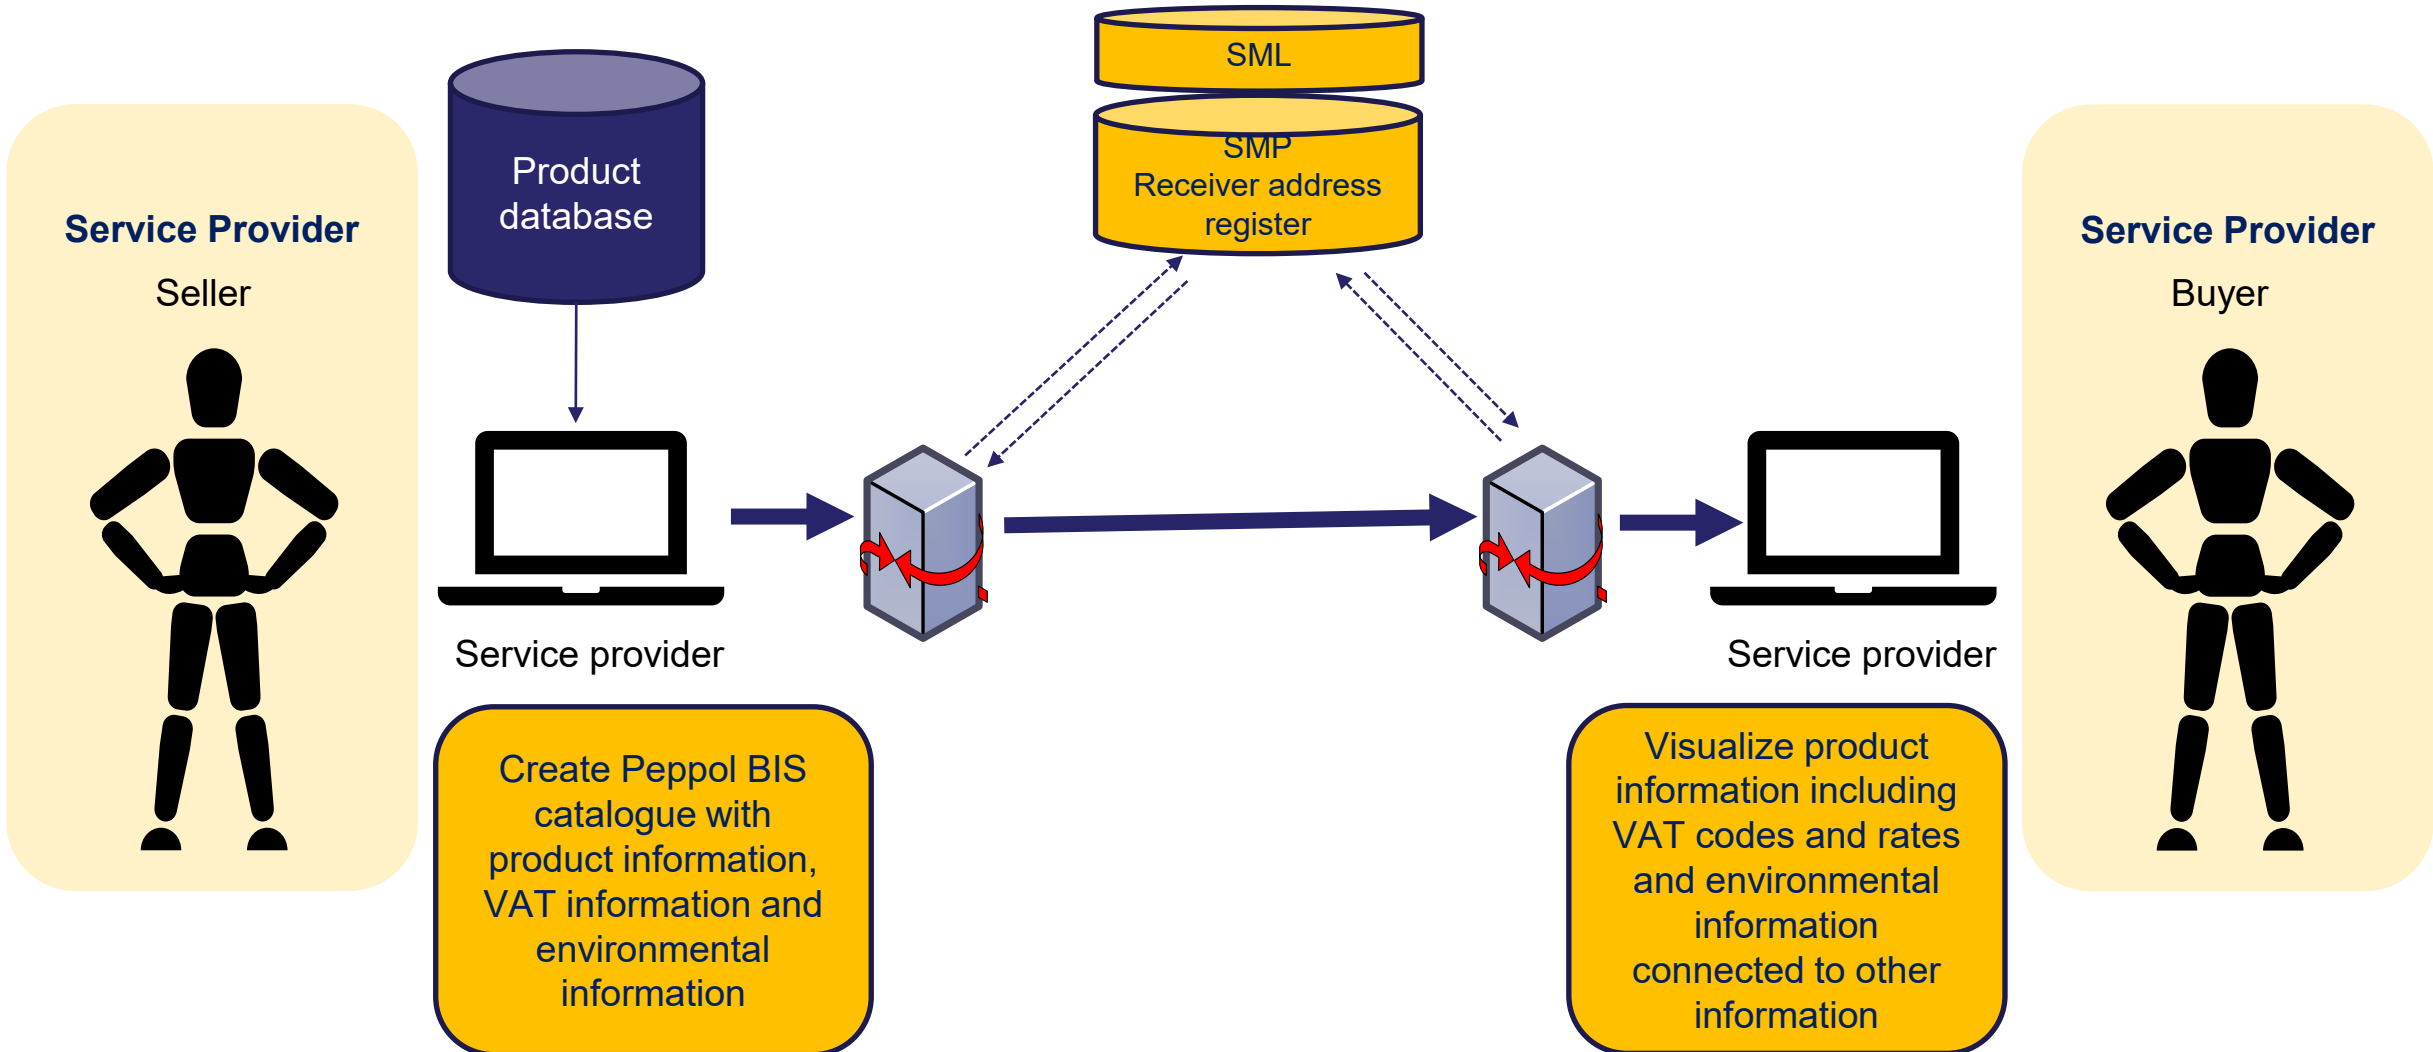 SML
SMP
Receiver address
register
Product
database
Service Provider
Seller
Service Provider
Buyer
Service provider
Service provider
Create Peppol BIS
catalogue with
product information,
VAT information and
environmental
information
Visualize product
information including
VAT codes and rates
and environmental
information
connected to other
information